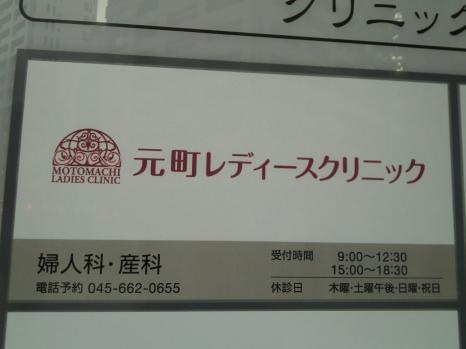 クリニック
MOTOMACHI
LADIES CLINIC
元町レディースクリニック
婦人科・産科
電話予約 045-662-0655
受付時間 9:00〜12:30
15:00〜18:30
休診日 木曜・土曜午後・日曜・祝日